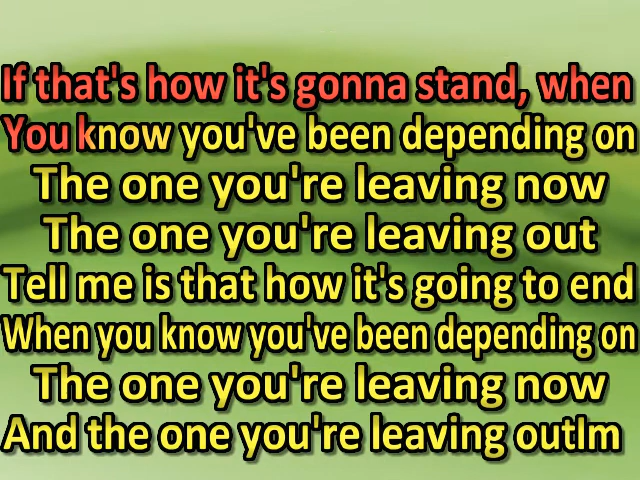 If that's how it's gonna stand, when
You know you've been depending on
The one you're leaving now
The one you're leaving out
Tell me is that how it's going to end
When you know you've been depending on
The one you're leaving now
And the one you're leaving outIm